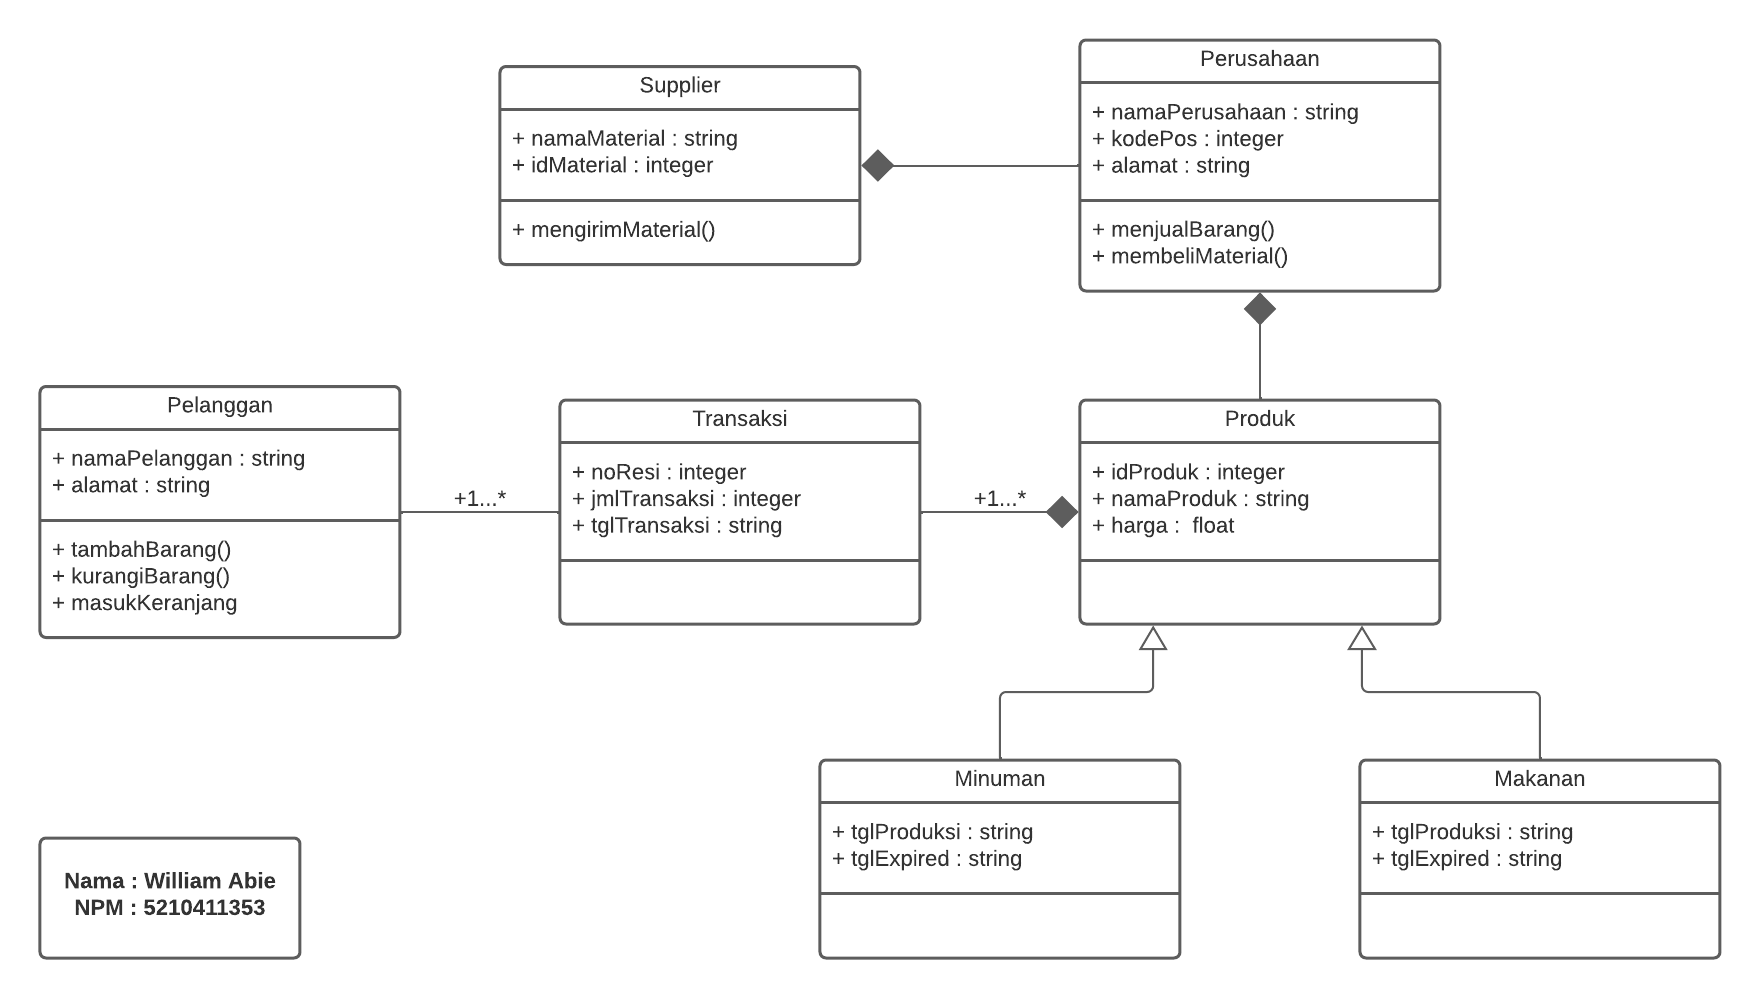 Supplier
+ namaMaterial : string
+ idMaterial : integer
+ mengirimMaterial()
Perusahaan
+ namaPerusahaan : string
+ kodePos : integer
+ alamat : string
+ menjualBarang()
+ membeliMaterial()
Pelanggan
+ namaPelanggan : string
+ alamat : string
+ tambahBarang()
+ kurangiBarang()
+ masukKeranjang
+1...*
Transaksi
+ noResi : integer
+ jmlTransaksi : integer
+ tglTransaksi : string
+1...*
Produk
+ idProduk : integer
+ namaProduk : string
+ harga :  float
Minuman
+ tglProduksi : string
+ tglExpired : string
Makanan
+ tglProduksi : string
+ tglExpired : string
Nama : William Abie
NPM : 5210411353